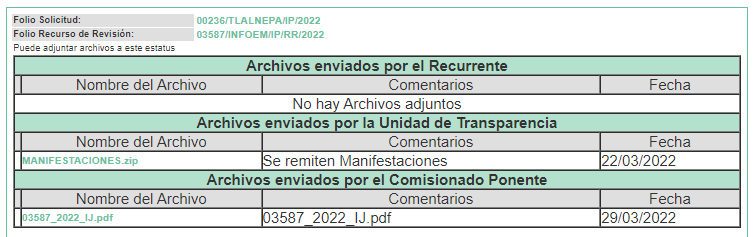 Folio Solicitud: 00236/TLALNEPA/IP/2022
Folio Recurso de Revisión: 03587/INFOEM/IP/RR/2022
Puede adjuntar archivos a este estatus
Archivos enviados por el Recurrente
Nombre del Archivo Comentarios Fecha
No hay Archivos adjuntos
Archivos enviados por la Unidad de Transparencia
Nombre del Archivo Comentarios Fecha
MANIFESTACIONES.zip Se remiten Manifestaciones 22/03/2022
Archivos enviados por el Comisionado Ponente
Nombre del Archivo Comentarios Fecha
03587_2022_IJ.pdf 03587_2022_IJ.pdf 29/03/2022